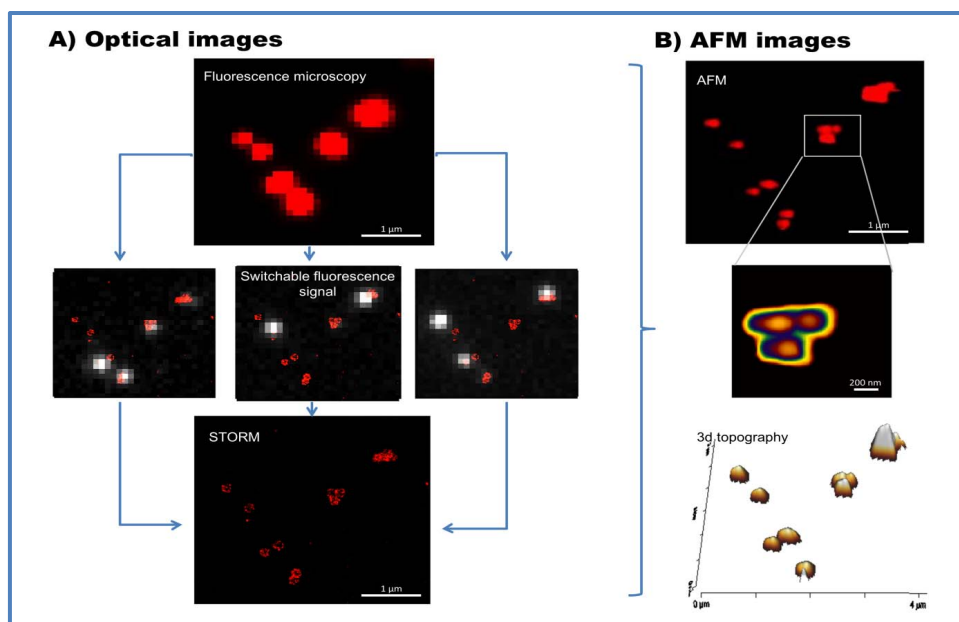 A) Optical images
Fluorescence microscopy
1 µm
Switchable fluorescence
signal
STORM
1 µm
B) AFM images
AFM
1 µm
200 nm
3d topography
0 µm
4 µm